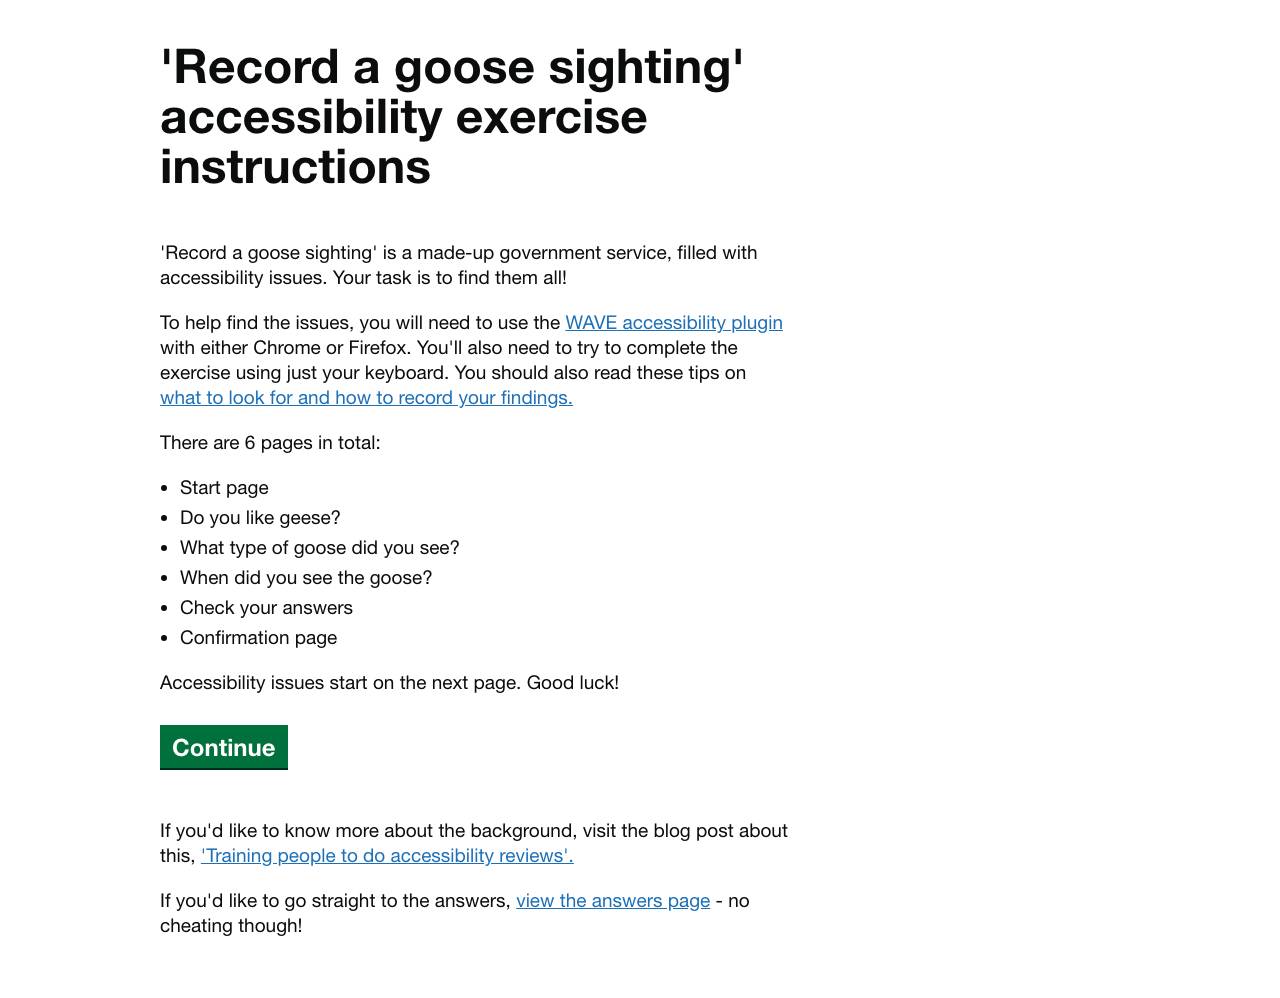 'Record a goose sighting'
accessibility exercise
instructions
'Record a goose sighting' is a made-up government service, filled with
accessibility issues. Your task is to find them all!
To help find the issues, you will need to use the WAVE accessibility plugin
with either Chrome or Firefox. You'll also need to try to complete the
exercise using just your keyboard. You should also read these tips on
what to look for and how to record your findings.
There are 6 pages in total:
• Start page
• Do you like geese?
• What type of goose did you see?
• When did you see the goose?
• Check your answers
• Confirmation page
Accessibility issues start on the next page. Good luck!
Continue
If you'd like to know more about the background, visit the blog post about
this, 'Training people to do accessibility reviews'.
If you'd like to go straight to the answers, view the answers page - no
cheating though!